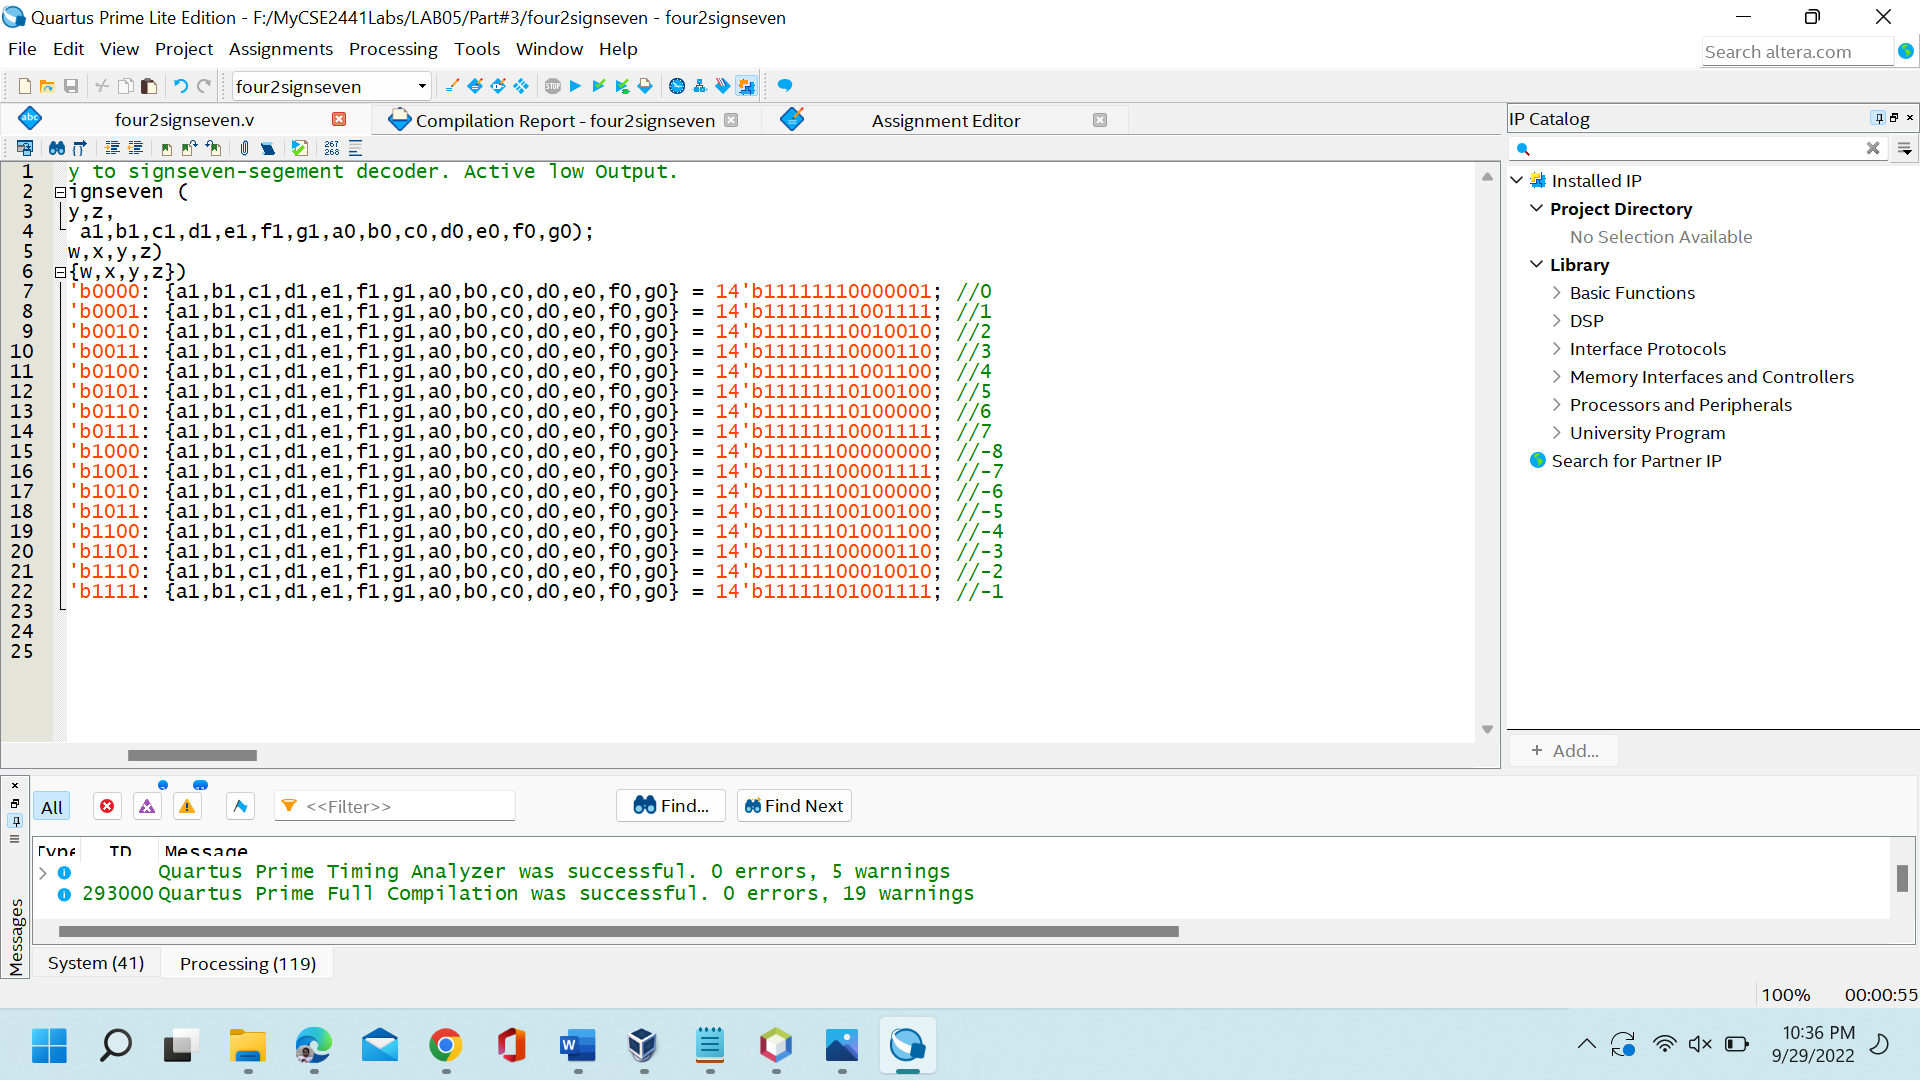 Quartus Prime Lite Edition - F:/MyCSE2441Labs/LAB05/Part#3/four2signseven - four2signseven
File Edit View Project Assignments Processing Tools Window Help
Search altera.com
four2signseven
STOP
abc four2signseven.v
Compilation Report - four2signseven
Assignment Editor
267
268
1 y to signseven-segement decoder. Active low Output.
2 ignseven (
3 y,z,
4 a1,b1,c1,d1,e1,f1,g1,a0,b0,c0,d0,e0,f0,g0);
5 w,x,y,z)
6 {w,x,y,z})
7 'b0000: {a1,b1,c1,d1,e1,f1,g1,a0,b0,c0,d0,e0,f0,g0} = 14'b11111110000001; //0
8 'b0001: {a1,b1,c1,d1,e1,f1,g1,a0,b0,c0,d0,e0,f0,g0} = 14'b11111111001111; //1
9 'b0010: {a1,b1,c1,d1,e1,f1,g1,a0,b0,c0,d0,e0,f0,g0} = 14'b11111110010010; //2
10 'b0011: {a1,b1,c1,d1,e1,f1,g1,a0,b0,c0,d0,e0,f0,g0} = 14'b11111110000110; //3
11 'b0100: {a1,b1,c1,d1,e1,f1,g1,a0,b0,c0,d0,e0,f0,g0} = 14'b11111111001100; //4
12 'b0101: {a1,b1,c1,d1,e1,f1,g1,a0,b0,c0,d0,e0,f0,g0} = 14'b11111110100100; //5
13 'b0110: {a1,b1,c1,d1,e1,f1,g1,a0,b0,c0,d0,e0,f0,g0} = 14'b11111110100000; //6
14 'b0111: {a1,b1,c1,d1,e1,f1,g1,a0,b0,c0,d0,e0,f0,g0} = 14'b11111110001111; //7
15 'b1000: {a1,b1,c1,d1,e1,f1,g1,a0,b0,c0,d0,e0,f0,g0} = 14'b11111100000000; //-8
16 'b1001: {a1,b1,c1,d1,e1,f1,g1,a0,b0,c0,d0,e0,f0,g0} = 14'b11111100001111; //-7
17 'b1010: {a1,b1,c1,d1,e1,f1,g1,a0,b0,c0,d0,e0,f0,g0} = 14'b11111100100000; //-6
18 'b1011: {a1,b1,c1,d1,e1,f1,g1,a0,b0,c0,d0,e0,f0,g0} = 14'b11111100100100; //-5
19 'b1100: {a1,b1,c1,d1,e1,f1,g1,a0,b0,c0,d0,e0,f0,g0} = 14'b11111101001100; //-4
20 'b1101: {a1,b1,c1,d1,e1,f1,g1,a0,b0,c0,d0,e0,f0,g0} = 14'b11111100000110; //-3
21 'b1110: {a1,b1,c1,d1,e1,f1,g1,a0,b0,c0,d0,e0,f0,g0} = 14'b11111100010010; //-2
22 'b1111: {a1,b1,c1,d1,e1,f1,g1,a0,b0,c0,d0,e0,f0,g0} = 14'b11111101001111; //-1
23
24
25
IP Catalog
Installed IP
Project Directory
No Selection Available
Library
Basic Functions
DSP
Interface Protocols
Memory Interfaces and Controllers
Processors and Peripherals
University Program
Search for Partner IP
+ Add...
All
<<Filter>>
Find...
Find Next
Type ID Message
Quartus Prime Timing Analyzer was successful. 0 errors, 5 warnings
293000 Quartus Prime Full Compilation was successful. 0 errors, 19 warnings
Messages
System (41)
Processing (119)
100% 00:00:55
10:36 PM
9/29/2022